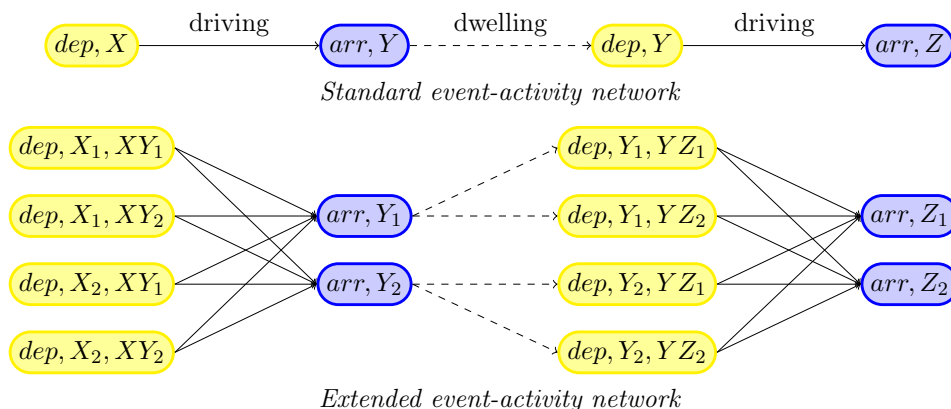 driving dwelling driving
dep, X arr, Y dep, Y arr, Z
Standard event-activity network
dep, X₁, XY₁ dep, Y₁, YZ₁
dep, X₁, XY₂ arr, Y₁ dep, Y₁, YZ₂ arr, Z₁
dep, X₂, XY₁ arr, Y₂ dep, Y₂, YZ₁ arr, Z₂
dep, X₂, XY₂ dep, Y₂, YZ₂
Extended event-activity network